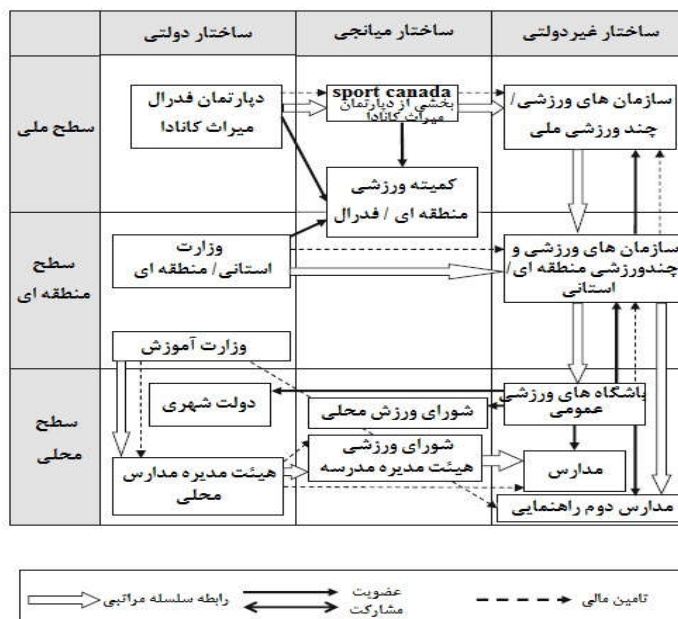 ساختار دولتی
ساختار میانجی
ساختار غیردولتی
سطح ملی
دپارتمان فدرال
میراث کانادا
sport canada
بخشی از دپارتمان
میراث کانادا
سازمان های ورزشی/
چند ورزشی ملی
کمیته ورزشی
منطقه ای / فدرال
سطح
منطقه ای
وزارت
استانی/ منطقه ای
سازمان های ورزشی و
چندورزشی منطقه ای/
استانی
وزارت آموزش
سطح
محلی
دولت شهری
شورای ورزش محلی
باشگاه های ورزشی
عمومی
هیئت مدیره مدارس
محلی
شورای ورزشی
هیئت مدیره مدرسه
مدارس
مدارس دوم راهنمایی
رابطه سلسله مراتبی
عضویت
مشارکت
تامین مالی